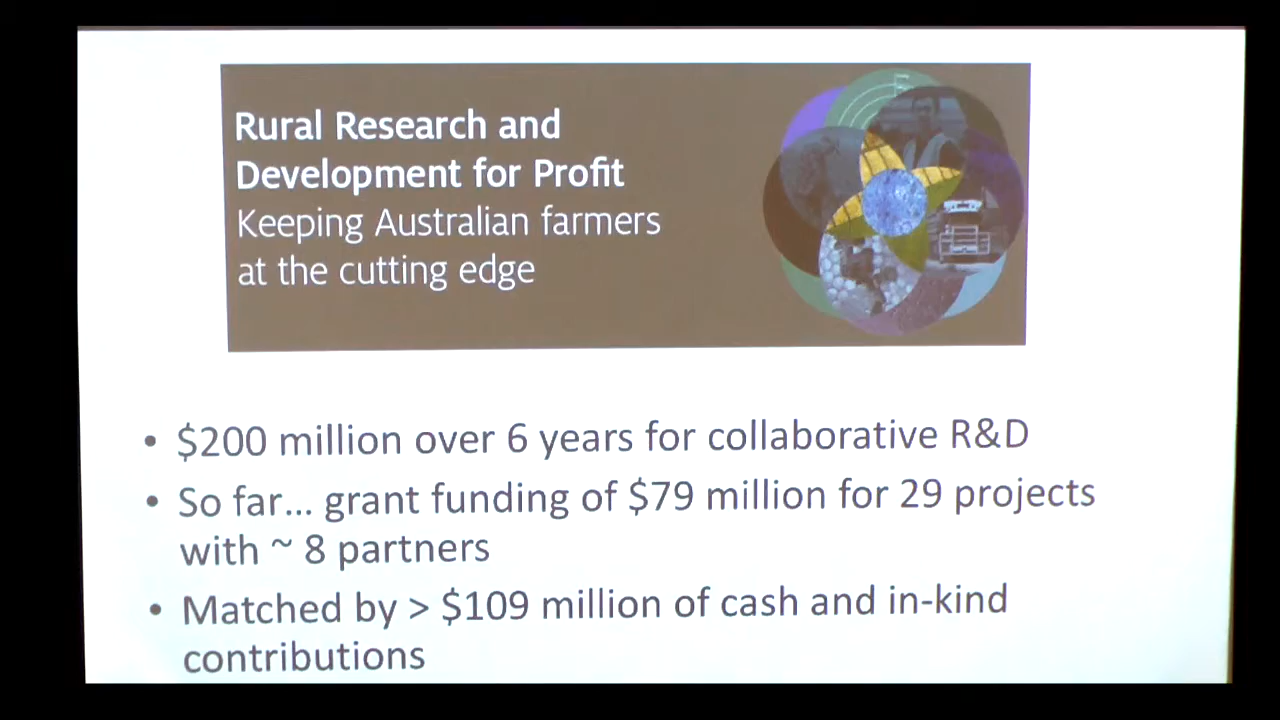 Rural Research and
Development for Profit
Keeping Australian farmers
at the cutting edge
• $200 million over 6 years for collaborative R&D
• So far... grant funding of $79 million for 29 projects
with ~ 8 partners
• Matched by > $109 million of cash and in-kind
contributions